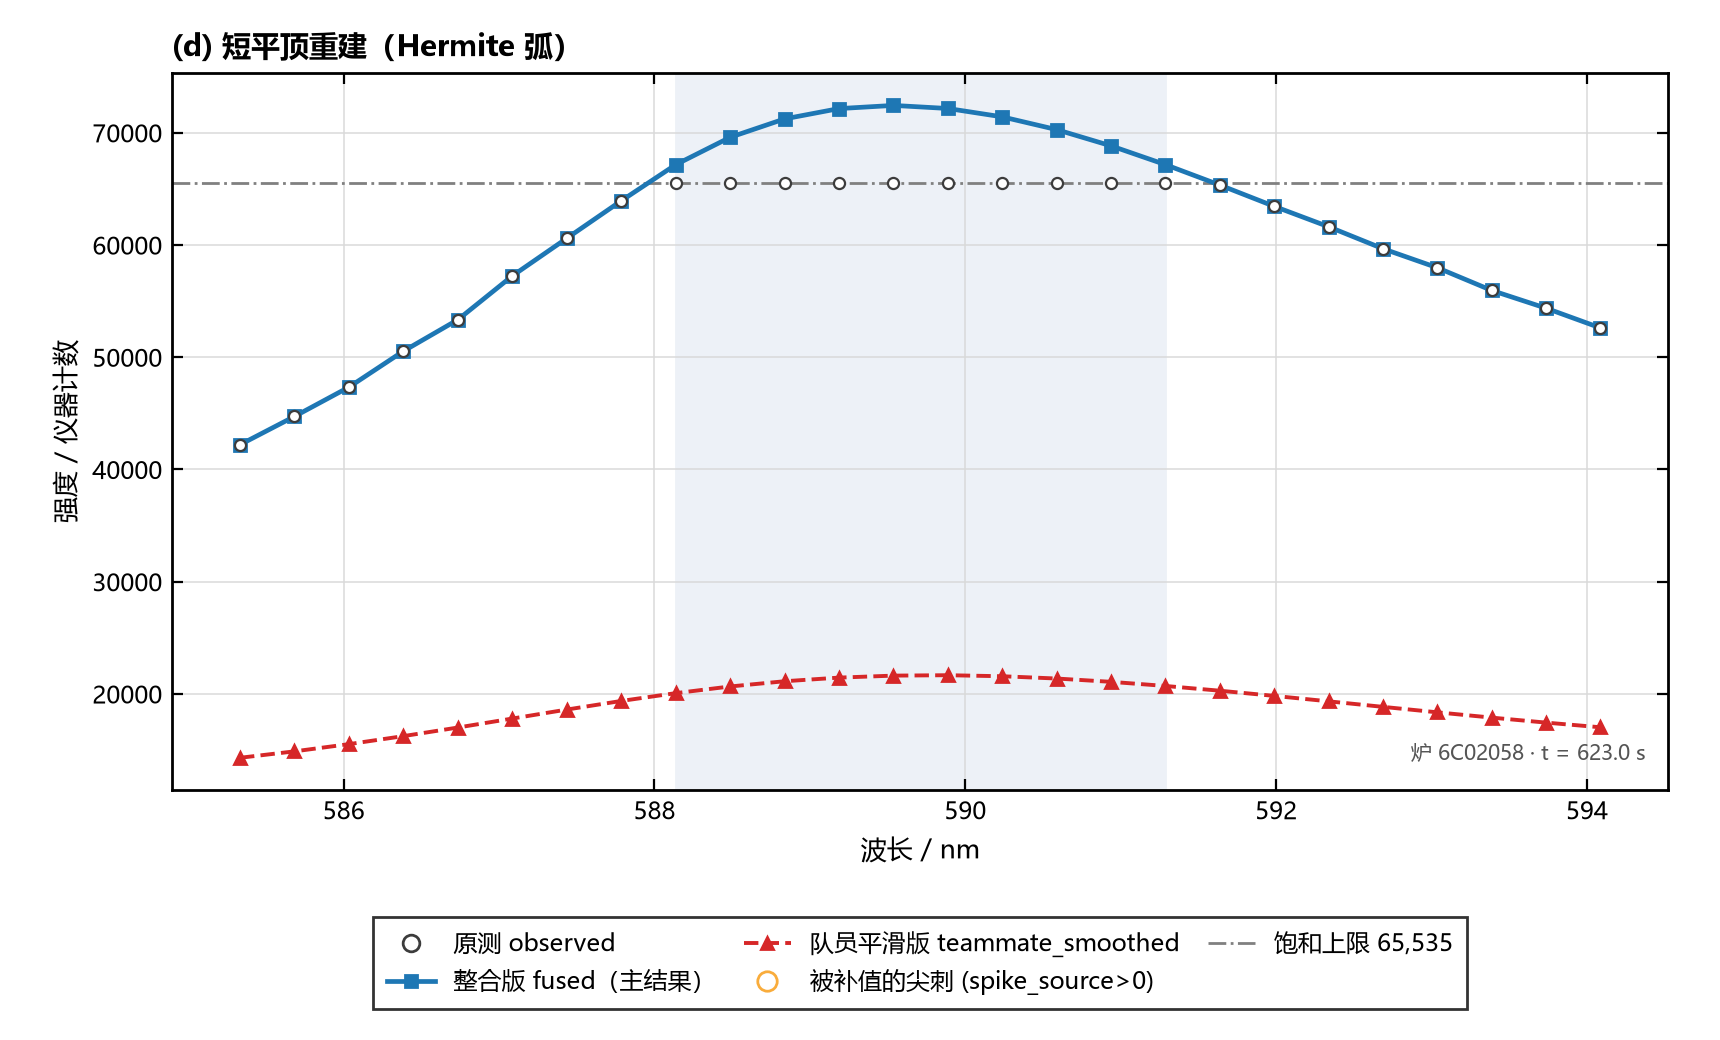 (d) 短平顶重建（Hermite 弧）
70000
60000
50000
40000
30000
20000
强度 / 仪器计数
炉 6C02058 · t = 623.0 s
586
588
590
592
594
波长 / nm
原测 observed
队员平滑版 teammate_smoothed
饱和上限 65,535
整合版 fused（主结果）
被补值的尖刺 (spike_source>0)